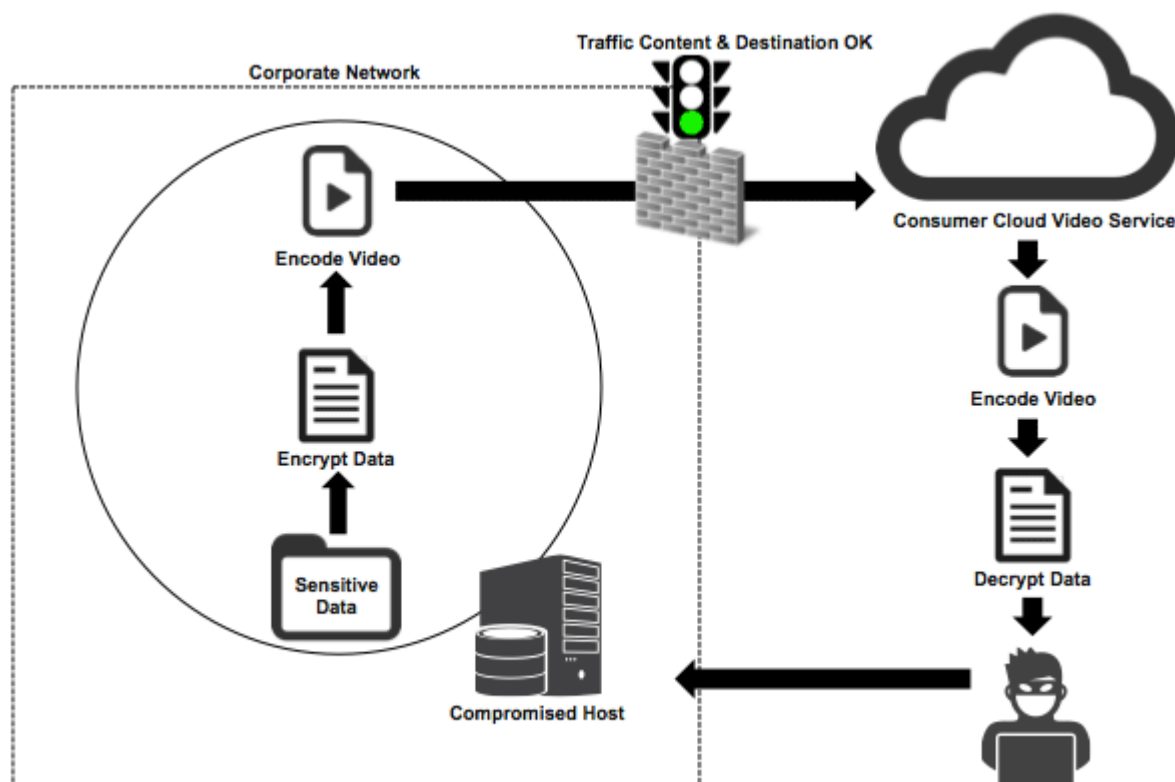 Traffic Content & Destination OK
Corporate Network
Consumer Cloud Video Service
Encode Video
Encode Video
Encrypt Data
Decrypt Data
Sensitive
Data
Compromised Host